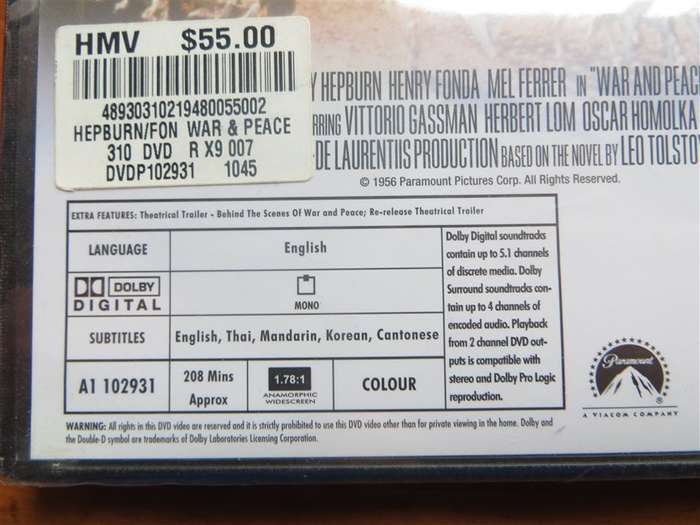 HMV $55.00
48930310219480055002
HEPBURN/FON WAR & PEACE
310 DVD R X9 007
DVDP102931 1045
Y HEPBURN HENRY FONDA MEL FERRER IN "WAR AND PEAC
RRING VITTORIO GASSMAN HERBERT LOM OSCAR HOMOLKA
DE LAURENTIIS PRODUCTION BASED ON THE NOVEL BY LEO TOLSTO
© 1956 Paramount Pictures Corp. All Rights Reserved.
EXTRA FEATURES: Theatrical Trailer - Behind The Scenes Of War and Peace; Re-release Theatrical Trailer
LANGUAGE
English
DOLBY
DIGITAL
MONO
SUBTITLES
English, Thai, Mandarin, Korean, Cantonese
A1 102931
208 Mins
Approx
1.78:1
ANAMORPHIC
WIDESCREEN
COLOUR
Dolby Digital soundtracks
contain up to 5.1 channels
of discrete media. Dolby
Surround soundtracks con-
tain up to 4 channels of
encoded audio. Playback
from 2 channel DVD out-
puts is compatible with
stereo and Dolby Pro Logic
reproduction.
Paramount
®
A VIACOM COMPANY
WARNING: All rights in this DVD video are reserved and it is strictly prohibited to use this DVD video other than for private viewing in the home. Dolby and
the Double-D symbol are trademarks of Dolby Laboratories Licensing Corporation.